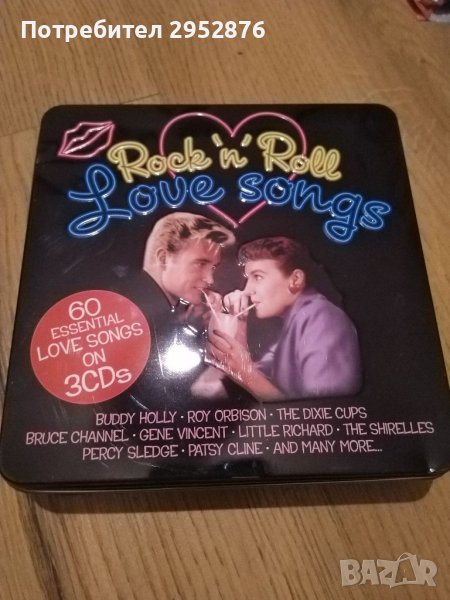 Потребител 2952876
Rock 'n' Roll
Love songs
60
ESSENTIAL
LOVE SONGS
ON
3CDs
BUDDY HOLLY · ROY ORBISON · THE DIXIE CUPS
BRUCE CHANNEL · GENE VINCENT · LITTLE RICHARD · THE SHIRELLES
PERCY SLEDGE · PATSY CLINE · AND MANY MORE...
BAZAR